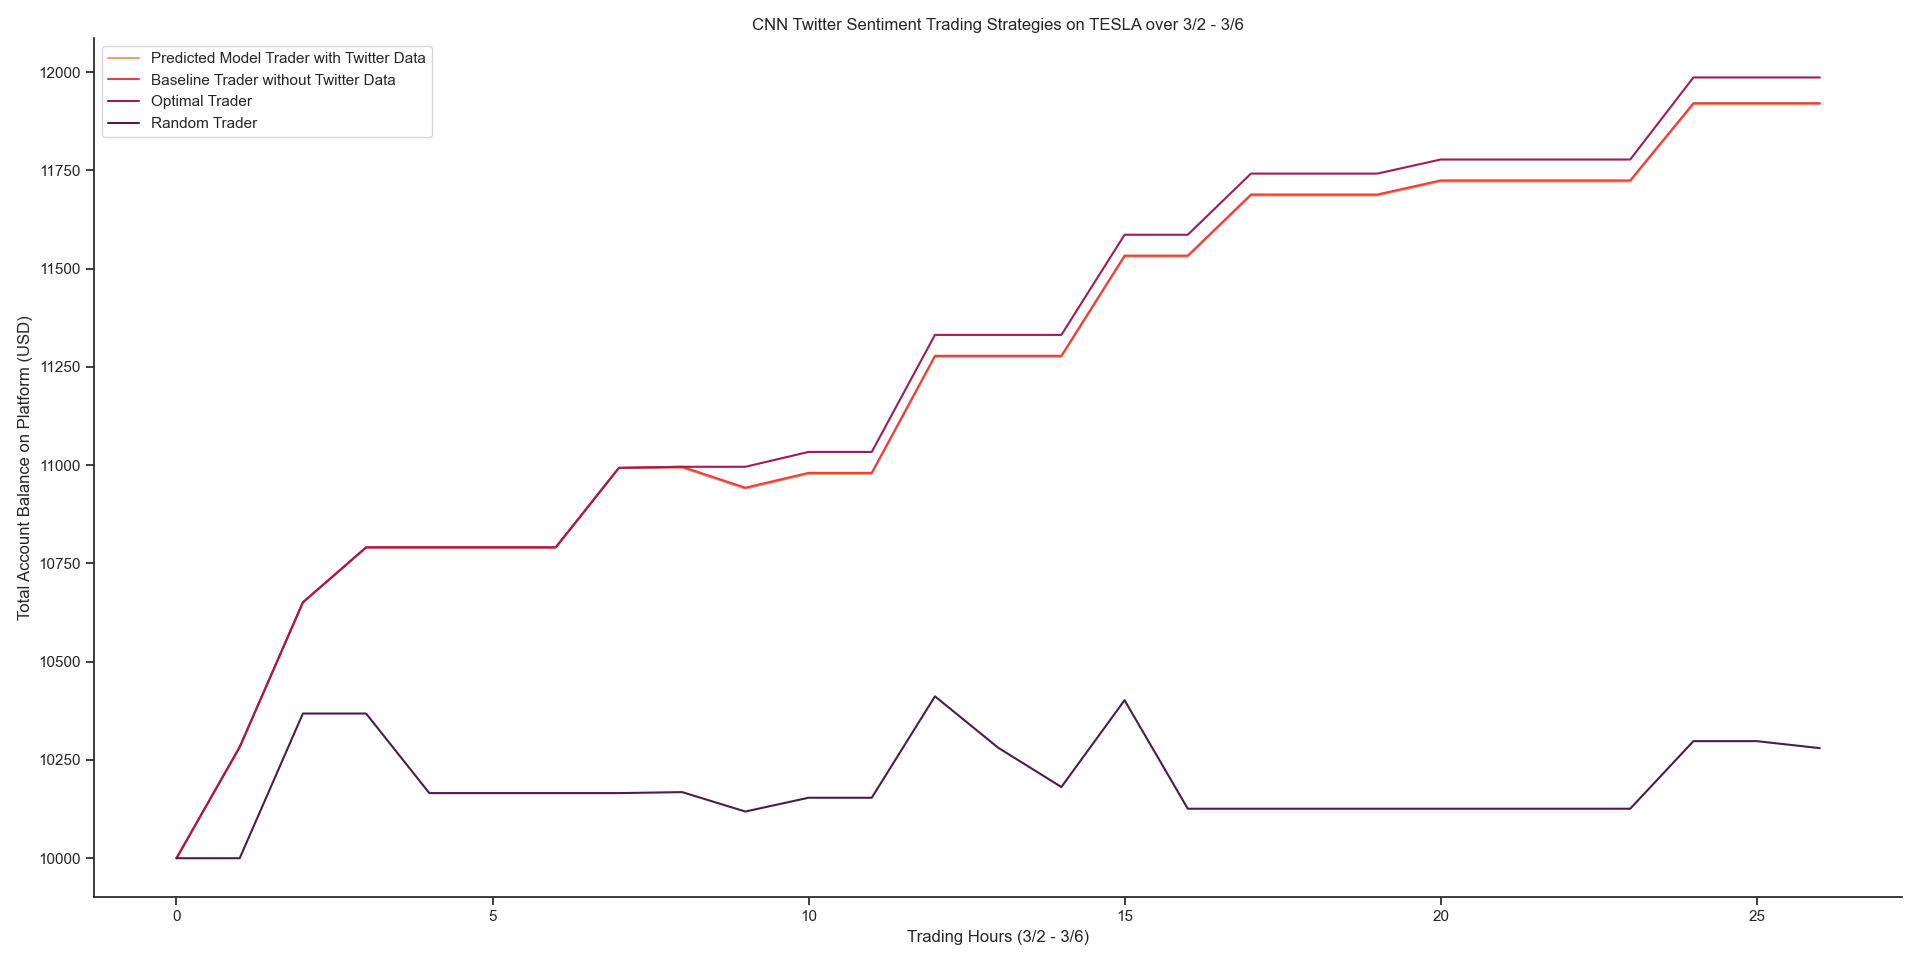 CNN Twitter Sentiment Trading Strategies on TESLA over 3/2 - 3/6
Predicted Model Trader with Twitter Data
Baseline Trader without Twitter Data
Optimal Trader
Random Trader
Total Account Balance on Platform (USD)
12000
11750
11500
11250
11000
10750
10500
10250
10000
0 5 10 15 20 25
Trading Hours (3/2 - 3/6)